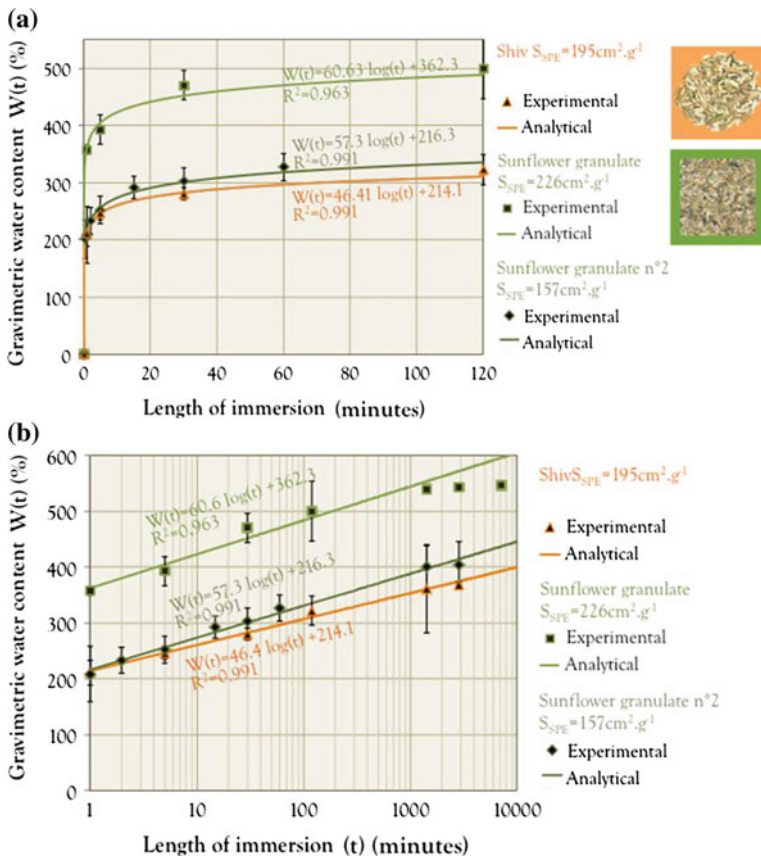 (a)
Gravimetric water content W(t) (%)
500
400
300
200
100
0
0
20
40
60
80
100
120
Length of immersion (minutes)
W(t)=60.63 log(t) +362.3
R²=0.963
W(t)=57.3 log(t) +216.3
R²=0.991
W(t)=46.41 log(t) +214.1
R²=0.991
Shiv S_SPE=195cm².g⁻¹
Experimental
Analytical
Sunflower granulate
S_SPE=226cm².g⁻¹
Experimental
Analytical
Sunflower granulate n°2
S_SPE=157cm².g⁻¹
Experimental
Analytical
(b)
Gravimetric water content W(t) (%)
600
500
400
300
200
100
0
1
10
100
1000
10000
Length of immersion (t) (minutes)
W(t)=60.6 log(t) +362.3
R²=0.963
W(t)=57.3 log(t) +216.3
R²=0.991
W(t)=46.4 log(t) +214.1
R²=0.991
ShivS_SPE=195cm².g⁻¹
Experimental
Analytical
Sunflower granulate
S_SPE=226cm².g⁻¹
Experimental
Analytical
Sunflower granulate n°2
S_SPE=157cm².g⁻¹
Experimental
Analytical